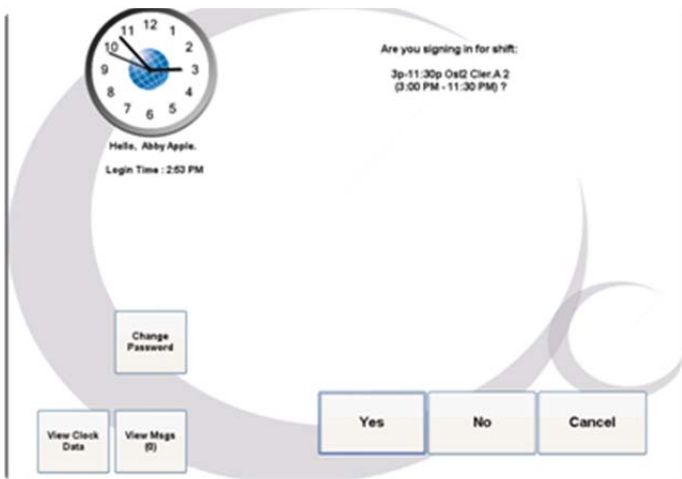 11 12 1
10 2
9 3
8 4
7 6 5
Hello, Abby Apple.
Login Time : 2:53 PM
Are you signing in for shift:
3p-11:30p Osl2 Cler.A 2
(3:00 PM - 11:30 PM) ?
Change
Password
View Clock
Data
View Msgs
(0)
Yes
No
Cancel